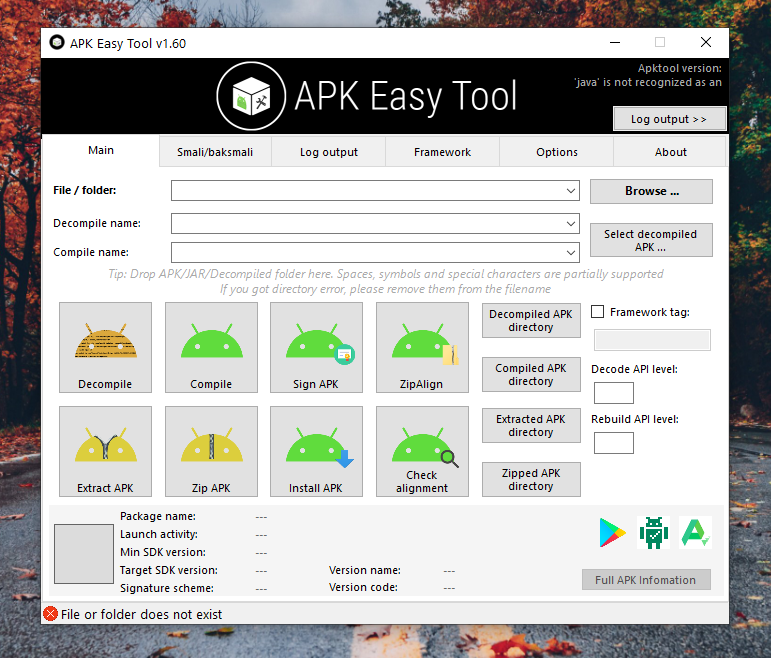 APK Easy Tool v1.60
APK Easy Tool
Apktool version:
'java' is not recognized as an
Log output >>
Main
Smali/baksmali
Log output
Framework
Options
About
File / folder:
Browse ...
Decompile name:
Select decompiled
APK ...
Compile name:
Tip: Drop APK/JAR/Decompiled folder here. Spaces, symbols and special characters are partially supported
If you got directory error, please remove them from the filename
Decompile
Compile
Sign APK
ZipAlign
Decompiled APK
directory
Framework tag:
Compiled APK
directory
Decode API level:
Extract APK
Zip APK
Install APK
Check
alignment
Extracted APK
directory
Rebuild API level:
Zipped APK
directory
Package name: ---
Launch activity: ---
Min SDK version: ---
Target SDK version: --- Version name: ---
Signature scheme: --- Version code: ---
Full APK Infomation
File or folder does not exist